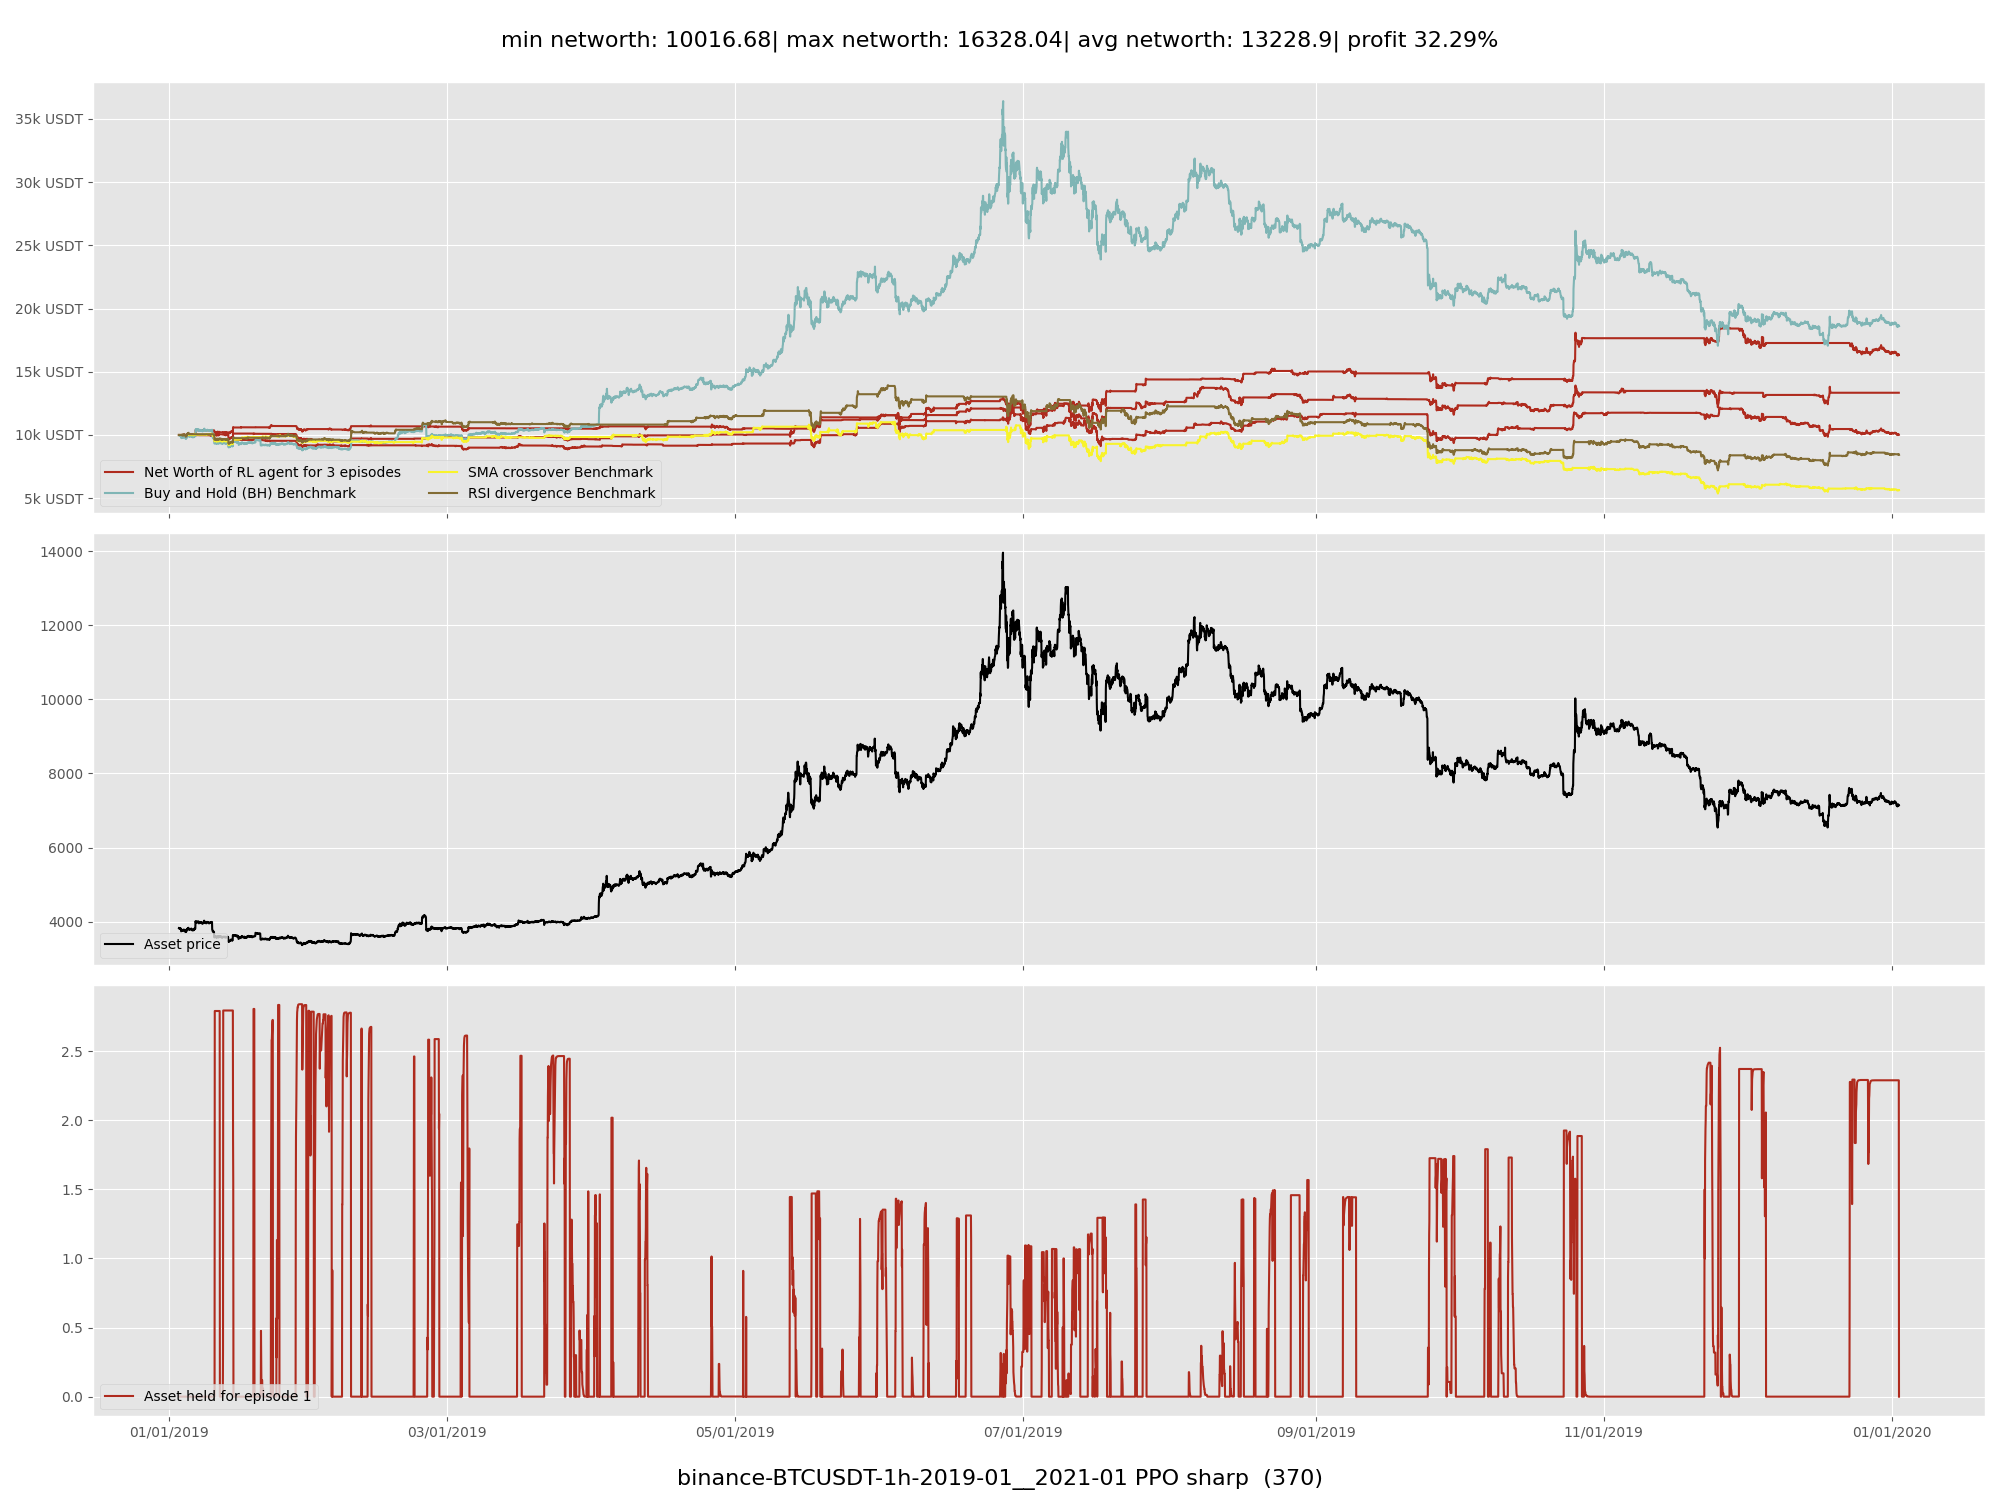 min networth: 10016.68| max networth: 16328.04| avg networth: 13228.9| profit 32.29%
35k USDT
30k USDT
25k USDT
20k USDT
15k USDT
10k USDT
5k USDT
Net Worth of RL agent for 3 episodes
Buy and Hold (BH) Benchmark
SMA crossover Benchmark
RSI divergence Benchmark
14000
12000
10000
8000
6000
4000
Asset price
2.5
2.0
1.5
1.0
0.5
0.0
Asset held for episode 1
01/01/2019 03/01/2019 05/01/2019 07/01/2019 09/01/2019 11/01/2019 01/01/2020
binance-BTCUSDT-1h-2019-01__2021-01 PPO sharp  (370)